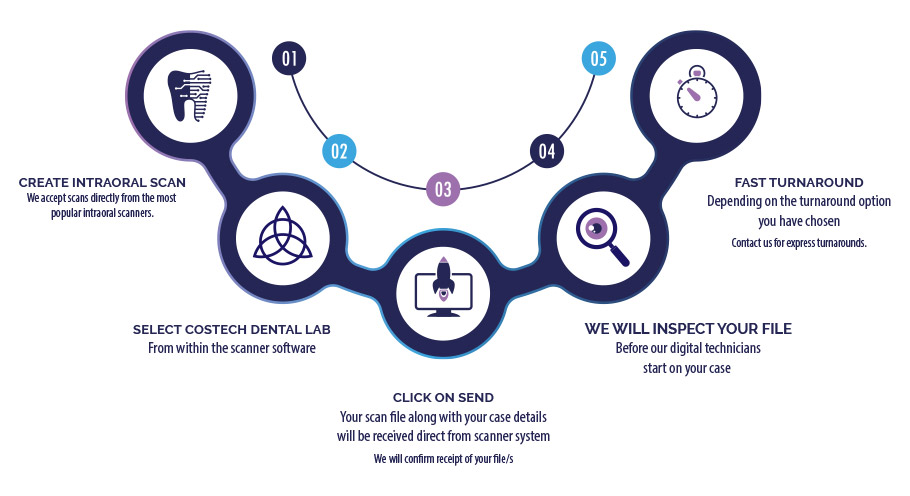 01
02
03
04
05
CREATE INTRAORAL SCAN
We accept scans directly from the most
popular intraoral scanners.
SELECT COSTECH DENTAL LAB
From within the scanner software
CLICK ON SEND
Your scan file along with your case details
will be received direct from scanner system
We will confirm receipt of your file/s
WE WILL INSPECT YOUR FILE
Before our digital technicians
start on your case
FAST TURNAROUND
Depending on the turnaround option
you have chosen
Contact us for express turnarounds.